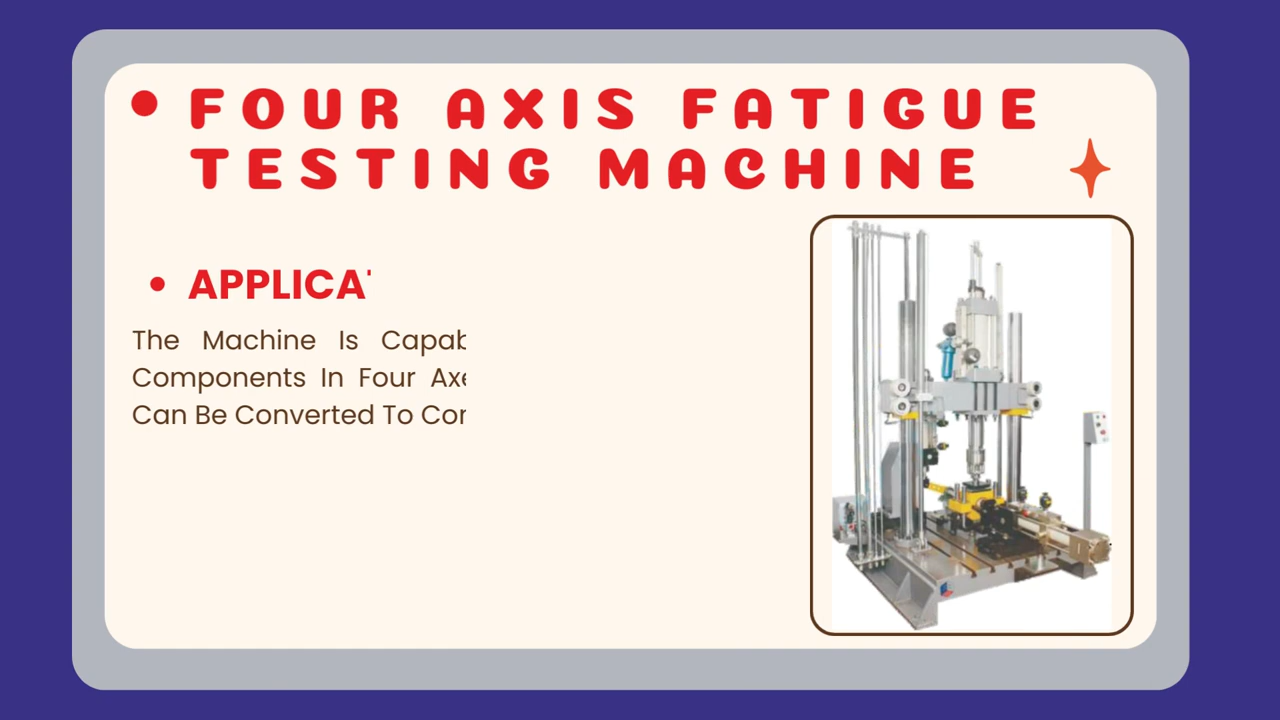 • FOUR AXIS FATIGUE
TESTING MACHINE
• APPLICA
The Machine Is Capab
Components In Four Axe
Can Be Converted To Cor